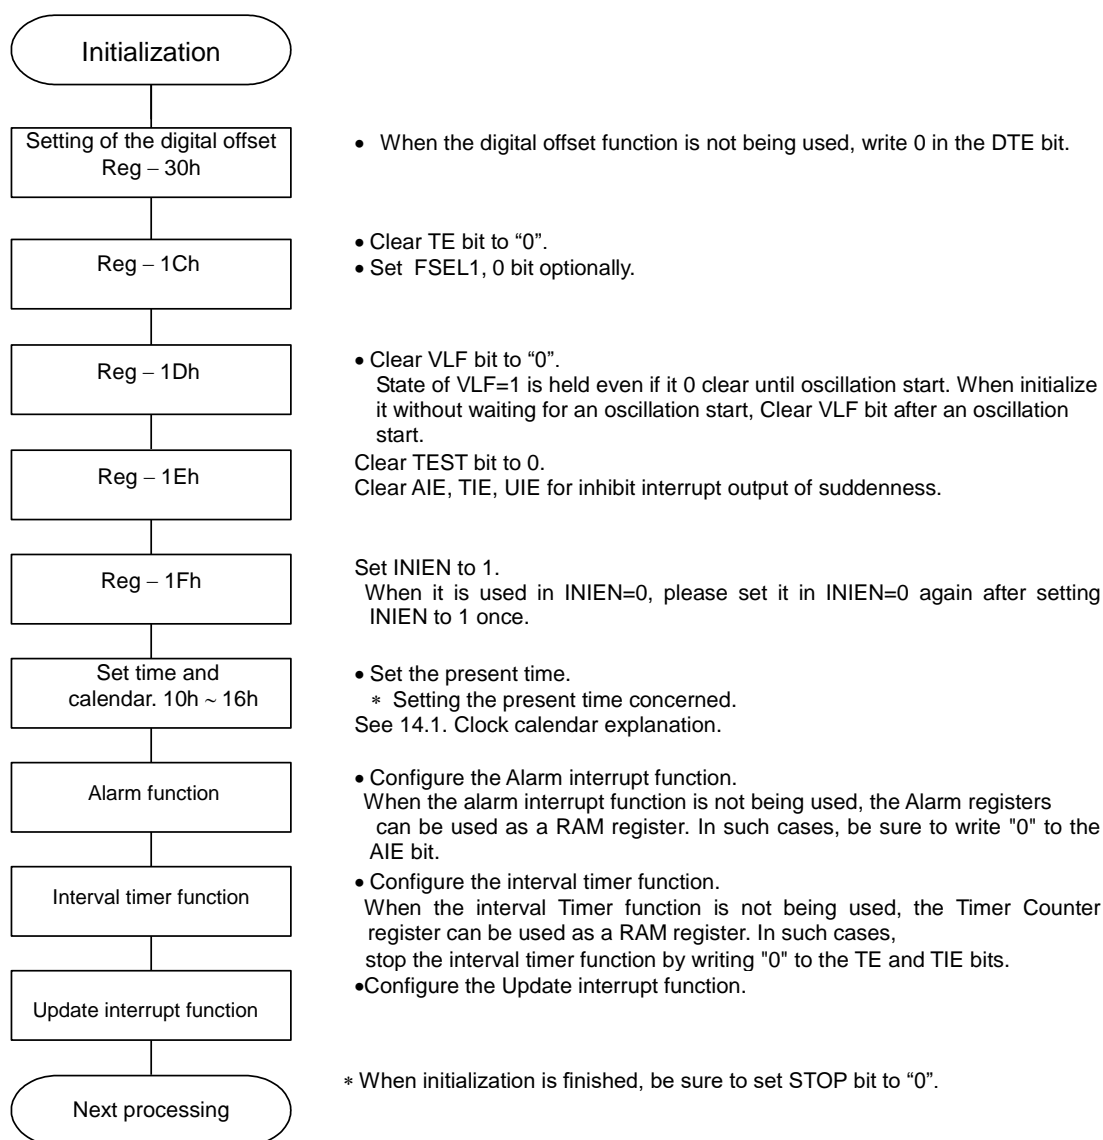 Initialization
Setting of the digital offset
Reg – 30h
• When the digital offset function is not being used, write 0 in the DTE bit.
Reg – 1Ch
• Clear TE bit to “0”.
• Set FSEL1, 0 bit optionally.
Reg – 1Dh
• Clear VLF bit to “0”.
State of VLF=1 is held even if it 0 clear until oscillation start. When initialize
it without waiting for an oscillation start, Clear VLF bit after an oscillation
start.
Reg – 1Eh
Clear TEST bit to 0.
Clear AIE, TIE, UIE for inhibit interrupt output of suddenness.
Reg – 1Fh
Set INIEN to 1.
When it is used in INIEN=0, please set it in INIEN=0 again after setting
INIEN to 1 once.
Set time and
calendar. 10h ~ 16h
• Set the present time.
* Setting the present time concerned.
See 14.1. Clock calendar explanation.
Alarm function
• Configure the Alarm interrupt function.
When the alarm interrupt function is not being used, the Alarm registers
can be used as a RAM register. In such cases, be sure to write "0" to the
AIE bit.
Interval timer function
• Configure the interval timer function.
When the interval Timer function is not being used, the Timer Counter
register can be used as a RAM register. In such cases,
stop the interval timer function by writing "0" to the TE and TIE bits.
Update interrupt function
•Configure the Update interrupt function.
Next processing
* When initialization is finished, be sure to set STOP bit to “0”.